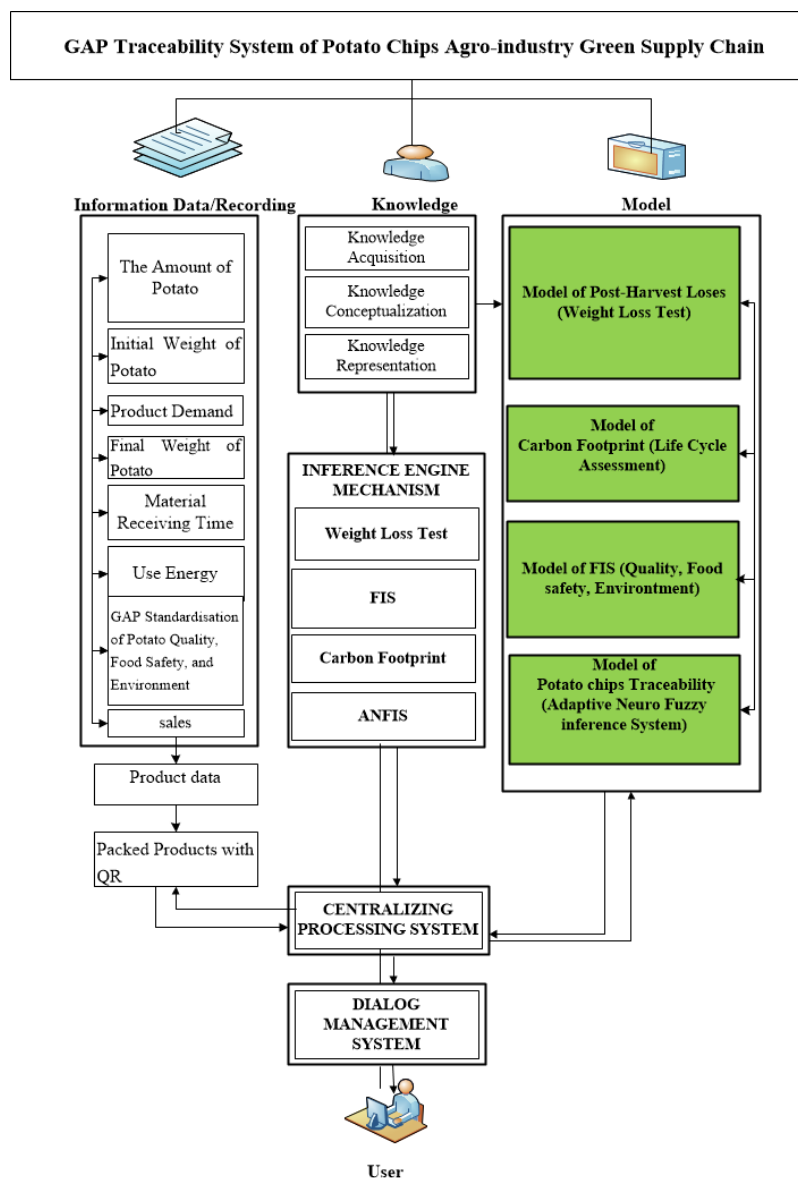 GAP Traceability System of Potato Chips Agro-industry Green Supply Chain
Information Data/Recording
The Amount of
Potato
Initial Weight of
Potato
Product Demand
Final Weight of
Potato
Material
Receiving Time
Use Energy
GAP Standardisation
of Potato Quality,
Food Safety, and
Environment
sales
Product data
Packed Products with
QR
Knowledge
Knowledge
Acquisition
Knowledge
Conceptualization
Knowledge
Representation
INFERENCE ENGINE
MECHANISM
Weight Loss Test
FIS
Carbon Footprint
ANFIS
Model
Model of Post-Harvest Loses
(Weight Loss Test)
Model of
Carbon Footprint (Life Cycle
Assessment)
Model of FIS (Quality, Food
safety, Environtment)
Model of
Potato chips Traceability
(Adaptive Neuro Fuzzy
inference System)
CENTRALIZING
PROCESSING SYSTEM
DIALOG
MANAGEMENT
SYSTEM
User